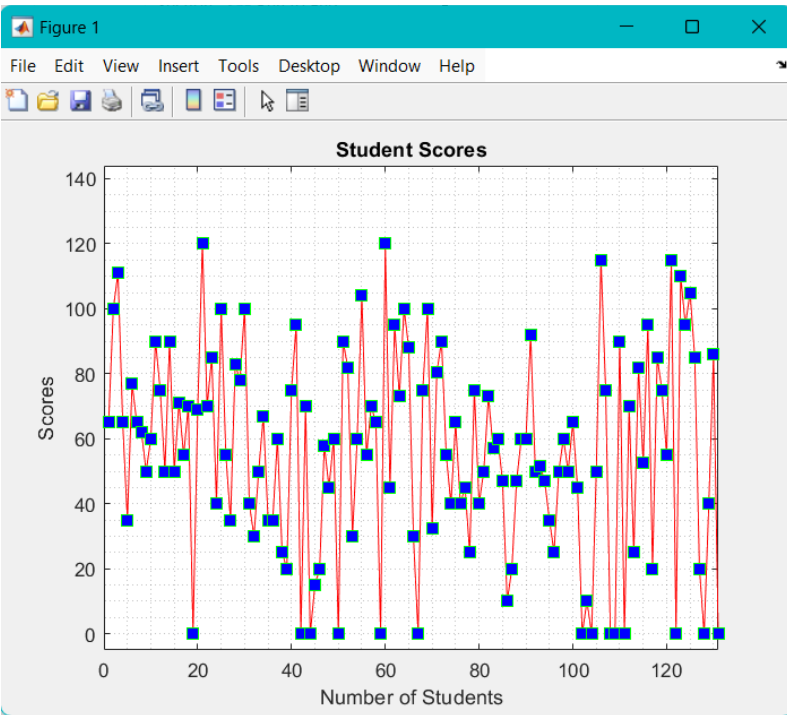 Figure 1
File Edit View Insert Tools Desktop Window Help
Student Scores
140
120
100
80
60
40
20
0
Scores
0 20 40 60 80 100 120
Number of Students